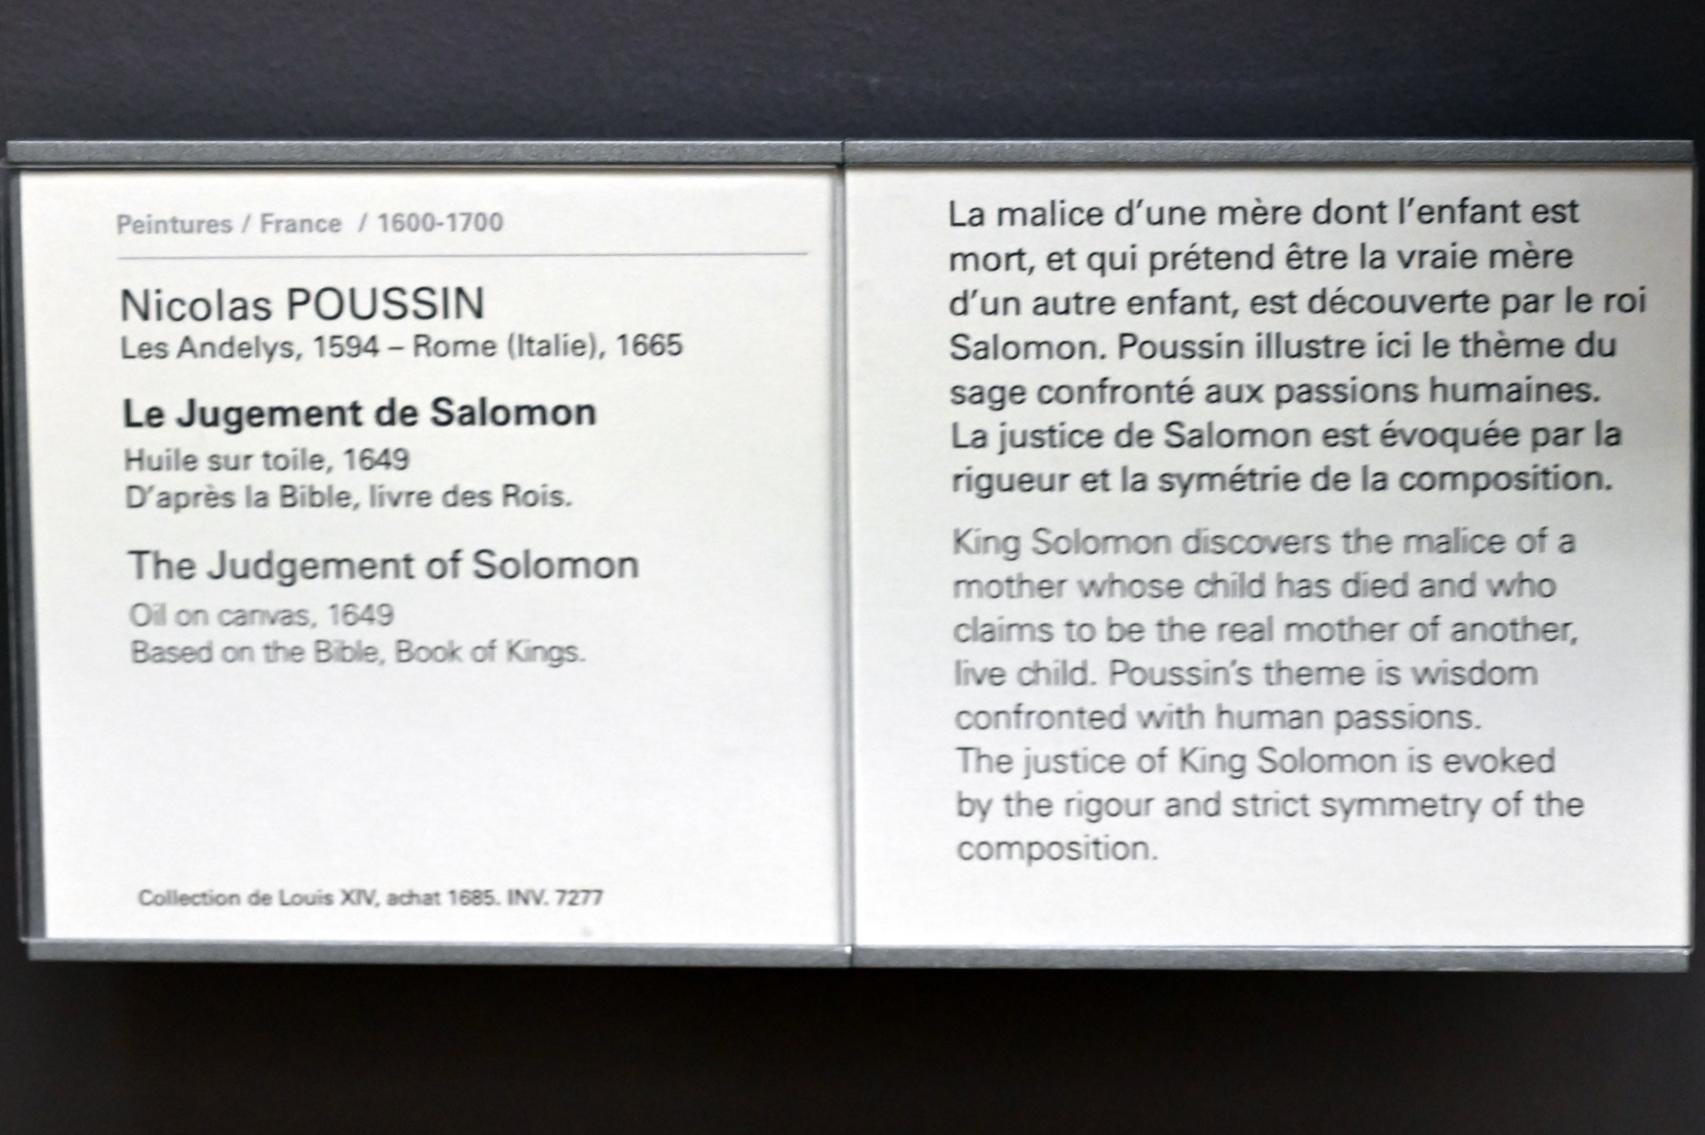 Peintures / France / 1600-1700
Nicolas POUSSIN
Les Andelys, 1594 – Rome (Italie), 1665
Le Jugement de Salomon
Huile sur toile, 1649
D'après la Bible, livre des Rois.
The Judgement of Solomon
Oil on canvas, 1649
Based on the Bible, Book of Kings.
Collection de Louis XIV, achat 1685. INV. 7277
La malice d'une mère dont l'enfant est
mort, et qui prétend être la vraie mère
d'un autre enfant, est découverte par le roi
Salomon. Poussin illustre ici le thème du
sage confronté aux passions humaines.
La justice de Salomon est évoquée par la
rigueur et la symétrie de la composition.
King Solomon discovers the malice of a
mother whose child has died and who
claims to be the real mother of another,
live child. Poussin's theme is wisdom
confronted with human passions.
The justice of King Solomon is evoked
by the rigour and strict symmetry of the
composition.